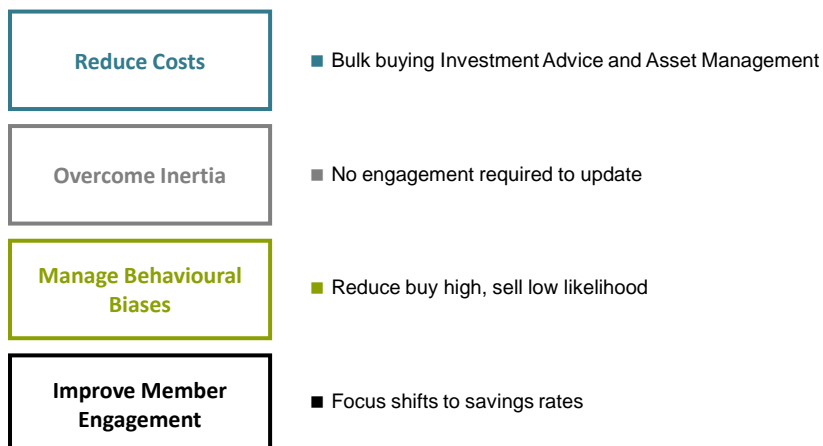 Reduce Costs
Bulk buying Investment Advice and Asset Management
Overcome Inertia
No engagement required to update
Manage Behavioural
Biases
Reduce buy high, sell low likelihood
Improve Member
Engagement
Focus shifts to savings rates